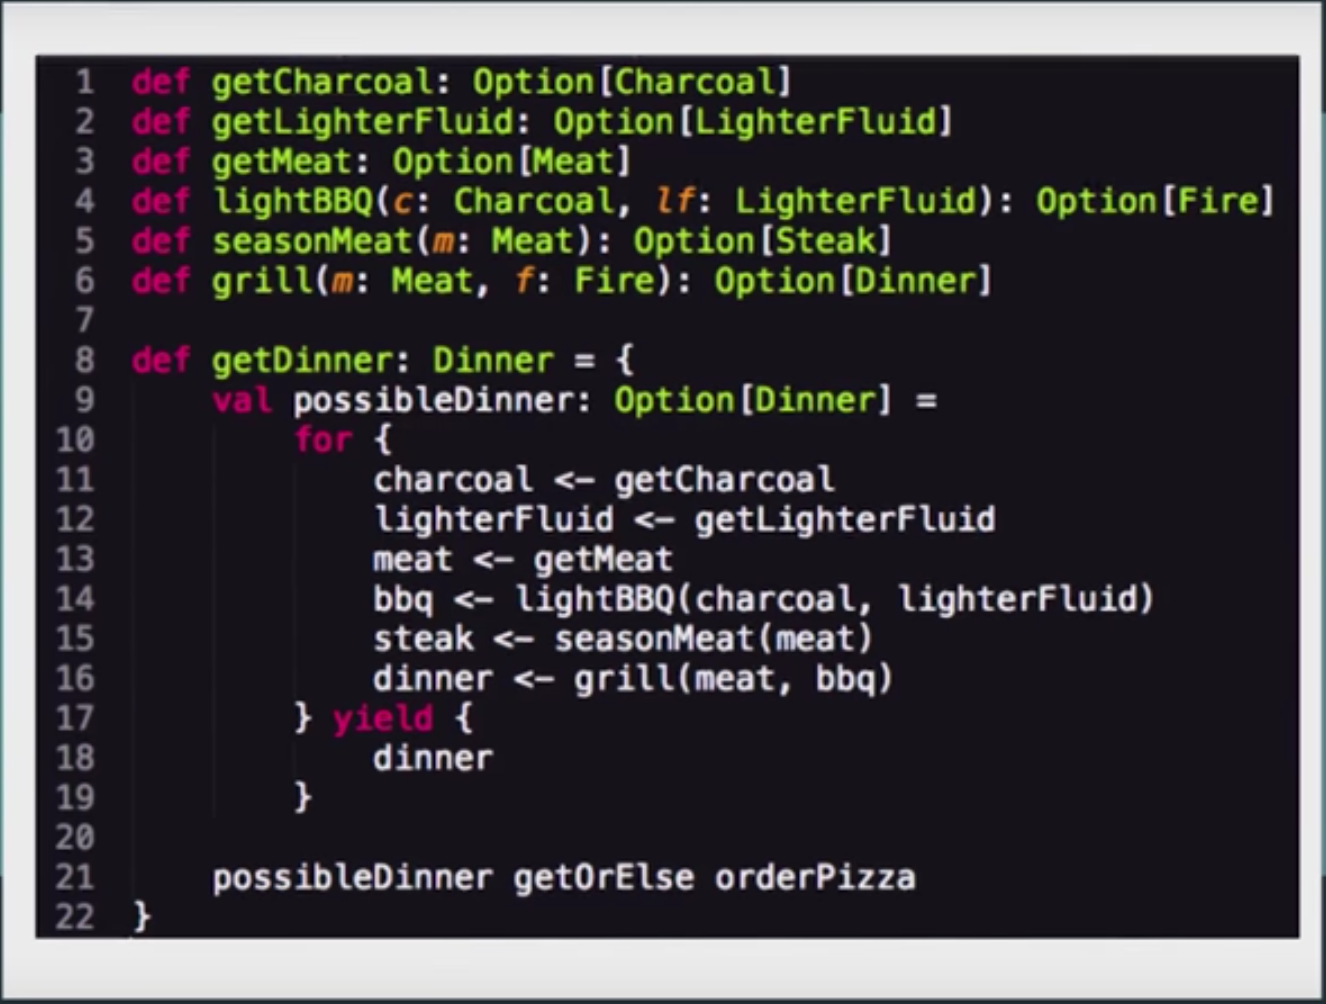 1 def getCharcoal: Option[Charcoal]
2 def getLighterFluid: Option[LighterFluid]
3 def getMeat: Option[Meat]
4 def lightBBQ(c: Charcoal, lf: LighterFluid): Option[Fire]
5 def seasonMeat(m: Meat): Option[Steak]
6 def grill(m: Meat, f: Fire): Option[Dinner]
7
8 def getDinner: Dinner = {
9     val possibleDinner: Option[Dinner] =
10         for {
11             charcoal <- getCharcoal
12             lighterFluid <- getLighterFluid
13             meat <- getMeat
14             bbq <- lightBBQ(charcoal, lighterFluid)
15             steak <- seasonMeat(meat)
16             dinner <- grill(meat, bbq)
17         } yield {
18             dinner
19         }
20
21     possibleDinner getOrElse orderPizza
22 }